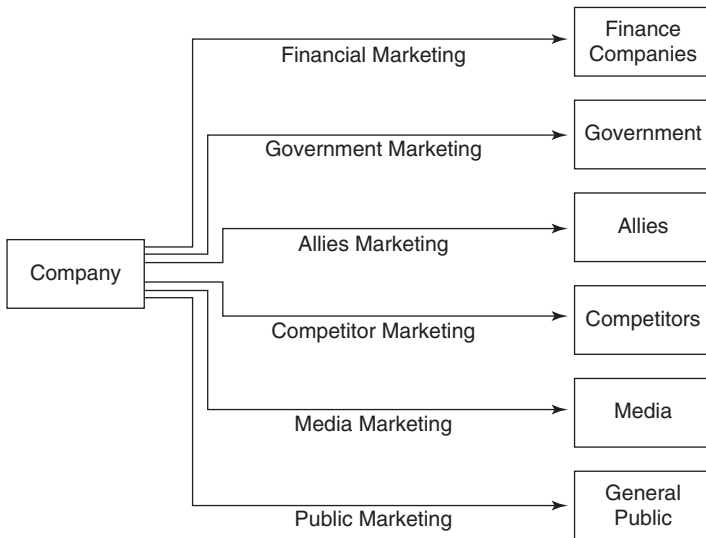 Finance
Companies
Financial Marketing
Government
Government Marketing
Allies
Allies Marketing
Company
Competitors
Competitor Marketing
Media
Media Marketing
General
Public
Public Marketing